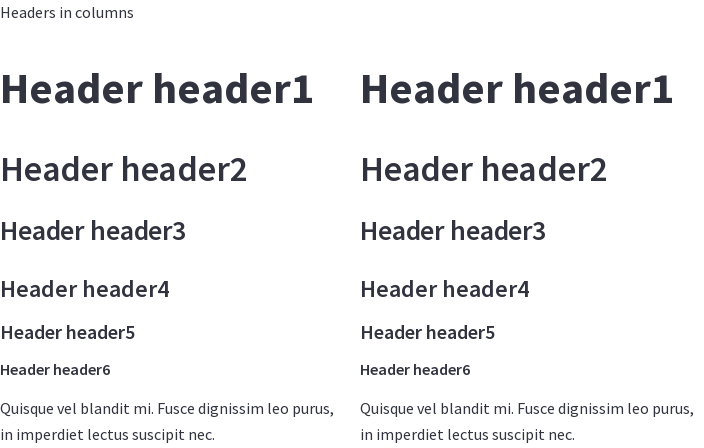 Headers in columns
Header header1
Header header2
Header header3
Header header4
Header header5
Header header6
Quisque vel blandit mi. Fusce dignissim leo purus,
in imperdiet lectus suscipit nec.
Header header1
Header header2
Header header3
Header header4
Header header5
Header header6
Quisque vel blandit mi. Fusce dignissim leo purus,
in imperdiet lectus suscipit nec.